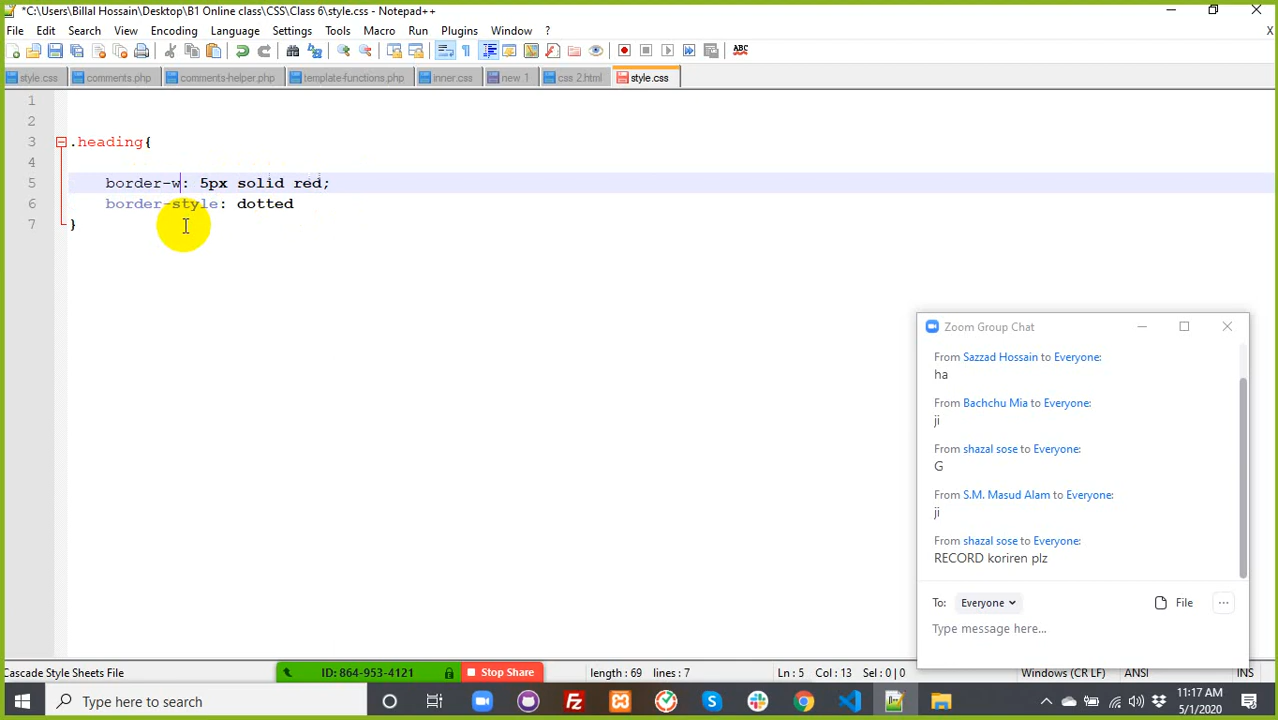 *C:\Users\Billal Hossain\Desktop\B1 Online class\CSS\Class 6\style.css - Notepad++
File Edit Search View Encoding Language Settings Tools Macro Run Plugins Window ? X
ABC
style.css comments.php comments-helper.php template-functions.php inner.css new 1 css 2.html style.css
1
2
3 .heading{
4
5 border-w: 5px solid red;
6 border-style: dotted
7 }
Zoom Group Chat
From Sazzad Hossain to Everyone:
ha
From Bachchu Mia to Everyone:
ji
From shazal sose to Everyone:
G
From S.M. Masud Alam to Everyone:
ji
From shazal sose to Everyone:
RECORD koriren plz
To: Everyone File
Type message here...
Cascade Style Sheets File ID: 864-953-4121 Stop Share length : 69 lines : 7 Ln : 5 Col : 13 Sel : 0 | 0 Windows (CR LF) ANSI INS
Type here to search 11:17 AM
5/1/2020